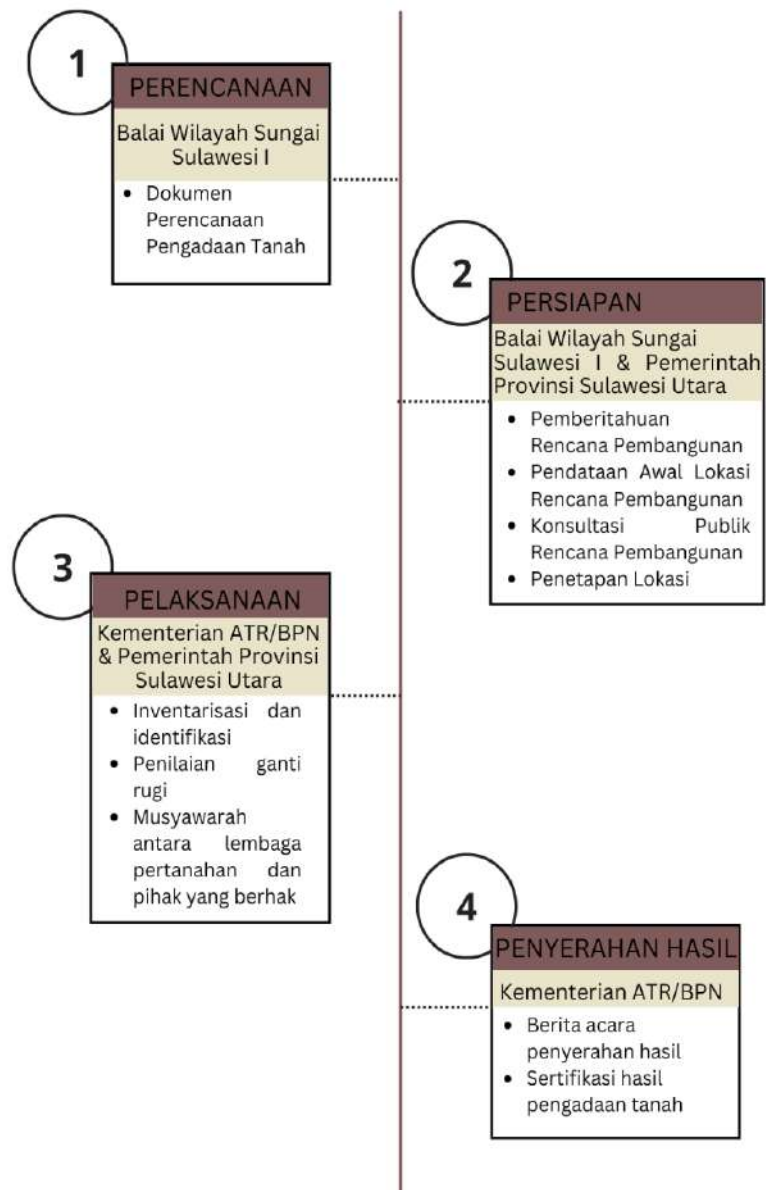 1
PERENCANAAN
Balai Wilayah Sungai
Sulawesi I
• Dokumen
Perencanaan
Pengadaan Tanah
2
PERSIAPAN
Balai Wilayah Sungai
Sulawesi I & Pemerintah
Provinsi Sulawesi Utara
• Pemberitahuan
Rencana Pembangunan
• Pendataan Awal Lokasi
Rencana Pembangunan
• Konsultasi Publik
Rencana Pembangunan
• Penetapan Lokasi
3
PELAKSANAAN
Kementerian ATR/BPN
& Pemerintah Provinsi
Sulawesi Utara
• Inventarisasi dan
identifikasi
• Penilaian ganti
rugi
• Musyawarah
antara lembaga
pertanahan dan
pihak yang berhak
4
PENYERAHAN HASIL
Kementerian ATR/BPN
• Berita acara
penyerahan hasil
• Sertifikasi hasil
pengadaan tanah